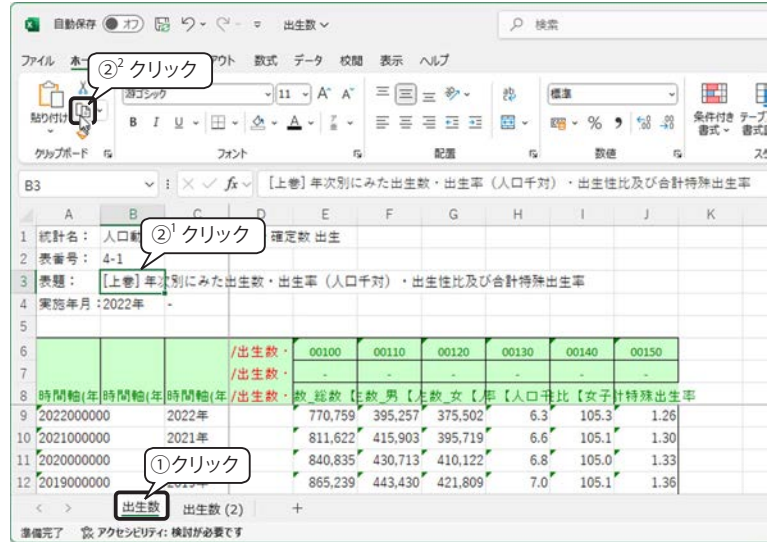 自動保存 オフ 出生数 検索
ファイル ホー アウト 数式 データ 校閲 表示 ヘルプ
②² クリック
貼り付け 游ゴシック 11 A A 標準 条件付き
B I U A % 書式
クリップボード フォント 配置 数値
B3 fx [上巻] 年次別にみた出生数・出生率（人口千対）・出生性比及び合計特殊出生率
A B C D E F G H I J K
②¹ クリック
1 統計名： 人口動 確定数 出生
2 表番号： 4-1
3 表題： [上巻] 年次別にみた出生数・出生率（人口千対）・出生性比及び合計特殊出生率
4 実施年月： 2022年 -
5
6 /出生数・ 00100 00110 00120 00130 00140 00150
7 /出生数・ - - - - - -
8 時間軸(年 時間軸(年 時間軸(年 /出生数・ 数_総数【 数_男【 数_女【 率【人口千 比【女子 計特殊出生率
9 2022000000 2022年 770,759 395,257 375,502 6.3 105.3 1.26
10 2021000000 2021年 811,622 415,903 395,719 6.6 105.1 1.30
11 2020000000 840,835 430,713 410,122 6.8 105.0 1.33
12 2019000000 2019年 865,239 443,430 421,809 7.0 105.1 1.36
①クリック
出生数 出生数 (2) +
準備完了 アクセシビリティ: 検討が必要です